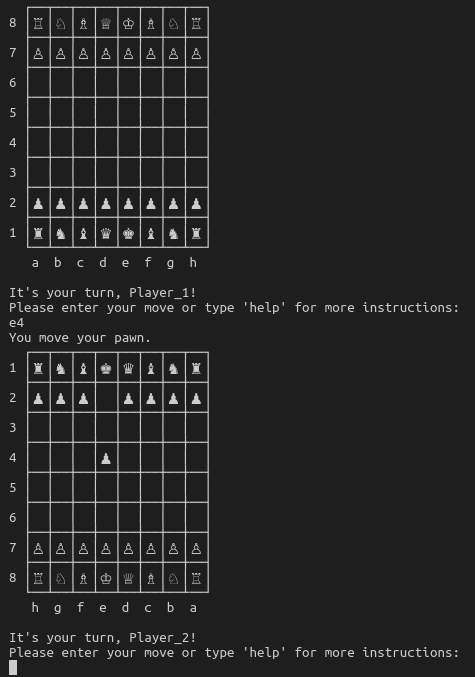 8 ♖ ♘ ♗ ♕ ♔ ♗ ♘ ♖
7 ♙ ♙ ♙ ♙ ♙ ♙ ♙ ♙
6
5
4
3
2 ♟ ♟ ♟ ♟ ♟ ♟ ♟ ♟
1 ♜ ♞ ♝ ♛ ♚ ♝ ♞ ♜
a b c d e f g h
It's your turn, Player_1!
Please enter your move or type 'help' for more instructions:
e4
You move your pawn.
1 ♜ ♞ ♝ ♚ ♛ ♝ ♞ ♜
2 ♟ ♟ ♟ ♟ ♟ ♟ ♟
3
4 ♟
5
6
7 ♙ ♙ ♙ ♙ ♙ ♙ ♙ ♙
8 ♖ ♘ ♗ ♔ ♕ ♗ ♘ ♖
h g f e d c b a
It's your turn, Player_2!
Please enter your move or type 'help' for more instructions: